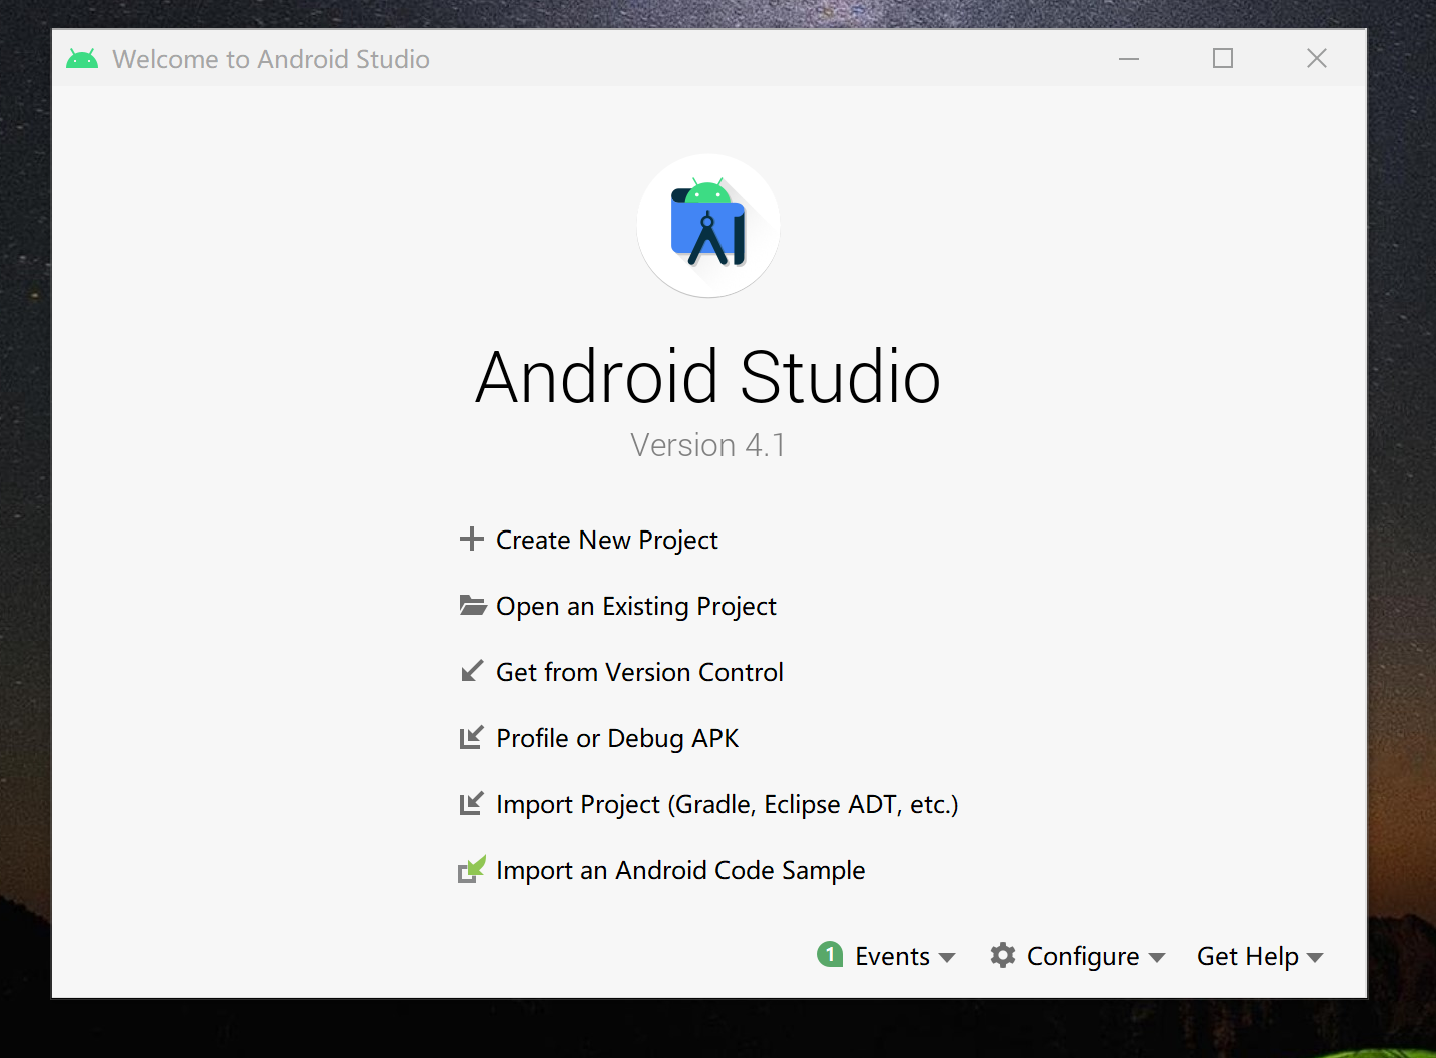 Welcome to Android Studio
Android Studio
Version 4.1
Create New Project
Open an Existing Project
Get from Version Control
Profile or Debug APK
Import Project (Gradle, Eclipse ADT, etc.)
Import an Android Code Sample
1 Events Configure Get Help